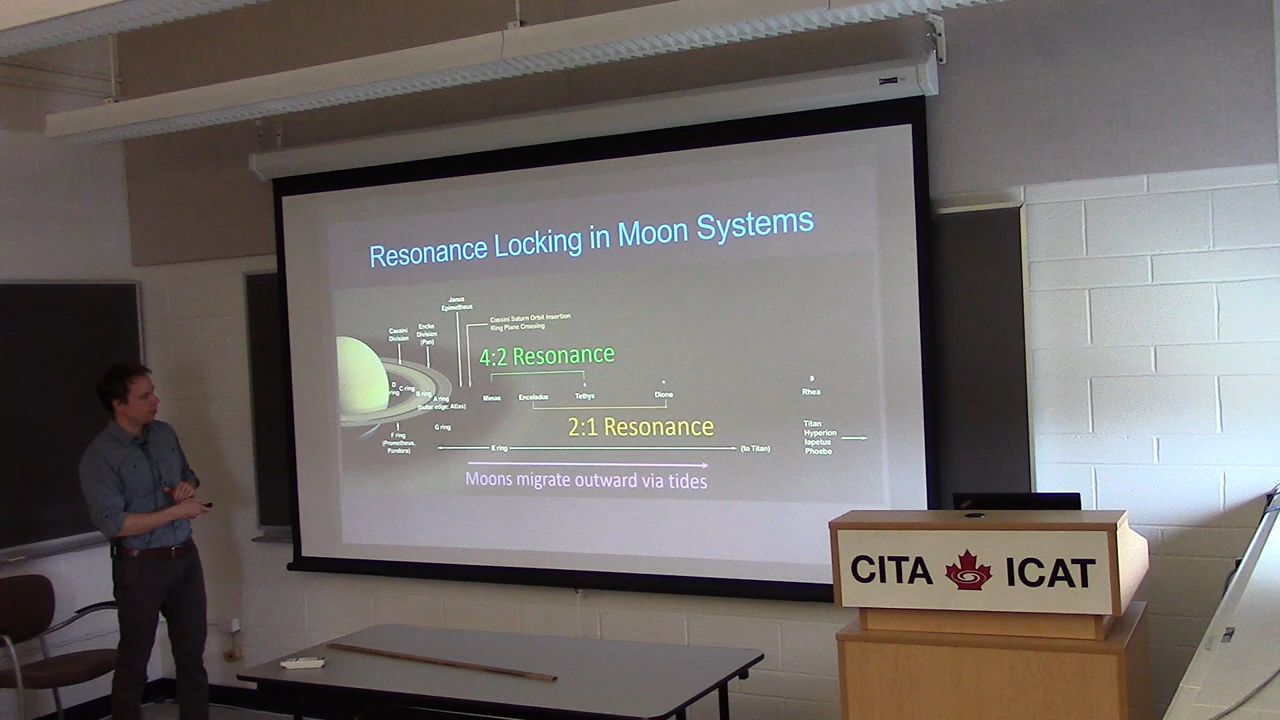 Resonance Locking in Moon Systems
Janus
Epimetheus
Cassini Saturn Orbit Insertion
Ring Plane Crossing
Cassini
Division
Encke
Division
(Pan)
4:2 Resonance
D
ring
C ring
B ring
A ring
(outer edge: Atlas)
Mimas
Enceladus
Tethys
Dione
Rhea
2:1 Resonance
F ring
(Prometheus,
Pandora)
G ring
E ring
(to Titan)
Titan
Hyperion
Iapetus
Phoebe
Moons migrate outward via tides
CITA ICAT